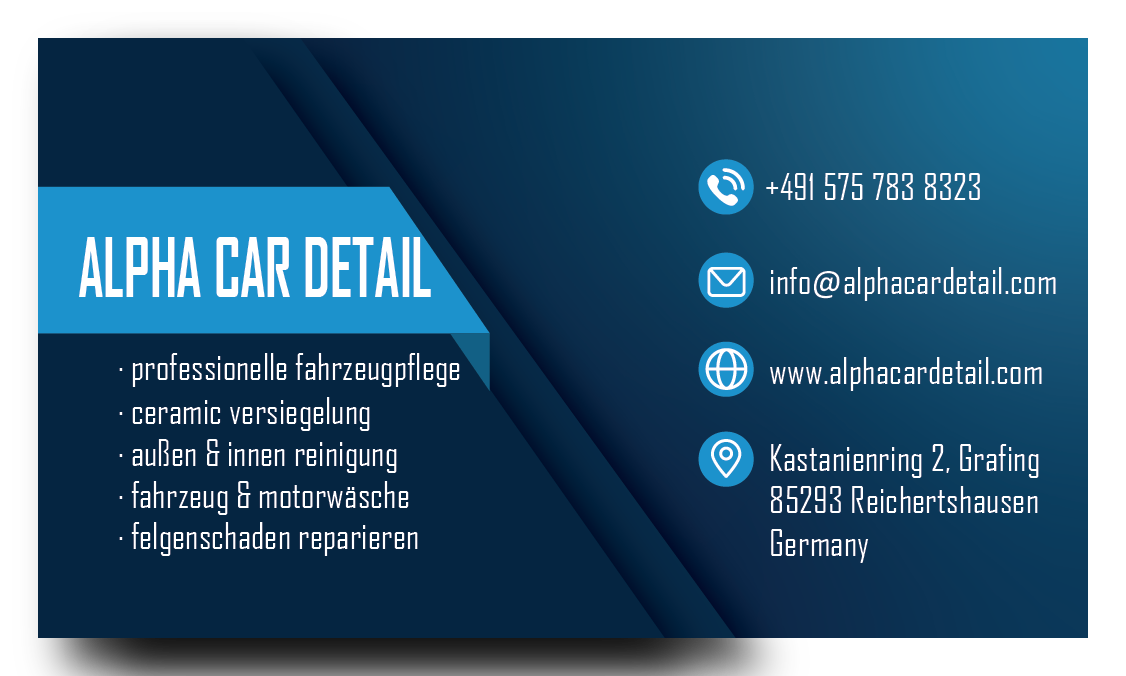 ALPHA CAR DETAIL
· professionelle fahrzeugpflege
· ceramic versiegelung
· außen & innen reinigung
· fahrzeug & motorwäsche
· felgenschaden reparieren
+491 575 783 8323
info@alphacardetail.com
www.alphacardetail.com
Kastanienring 2, Grafing
85293 Reichertshausen
Germany